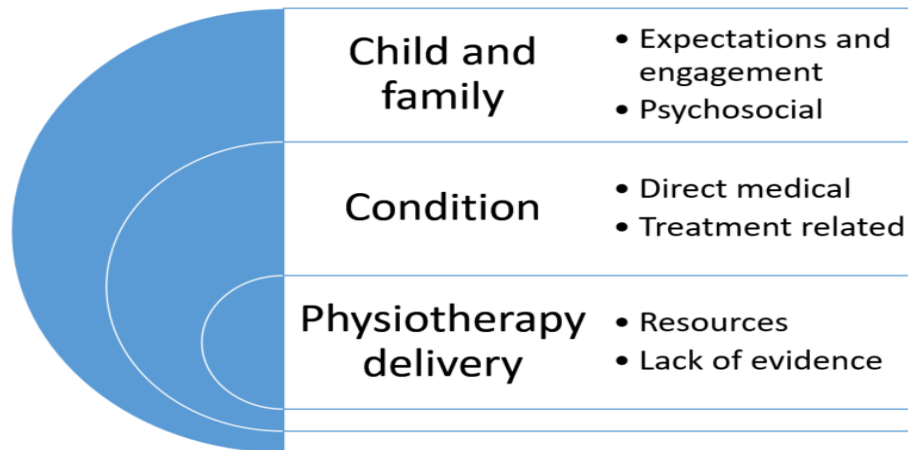 Child and
family
• Expectations and
engagement
• Psychosocial
Condition
• Direct medical
• Treatment related
Physiotherapy
delivery
• Resources
• Lack of evidence